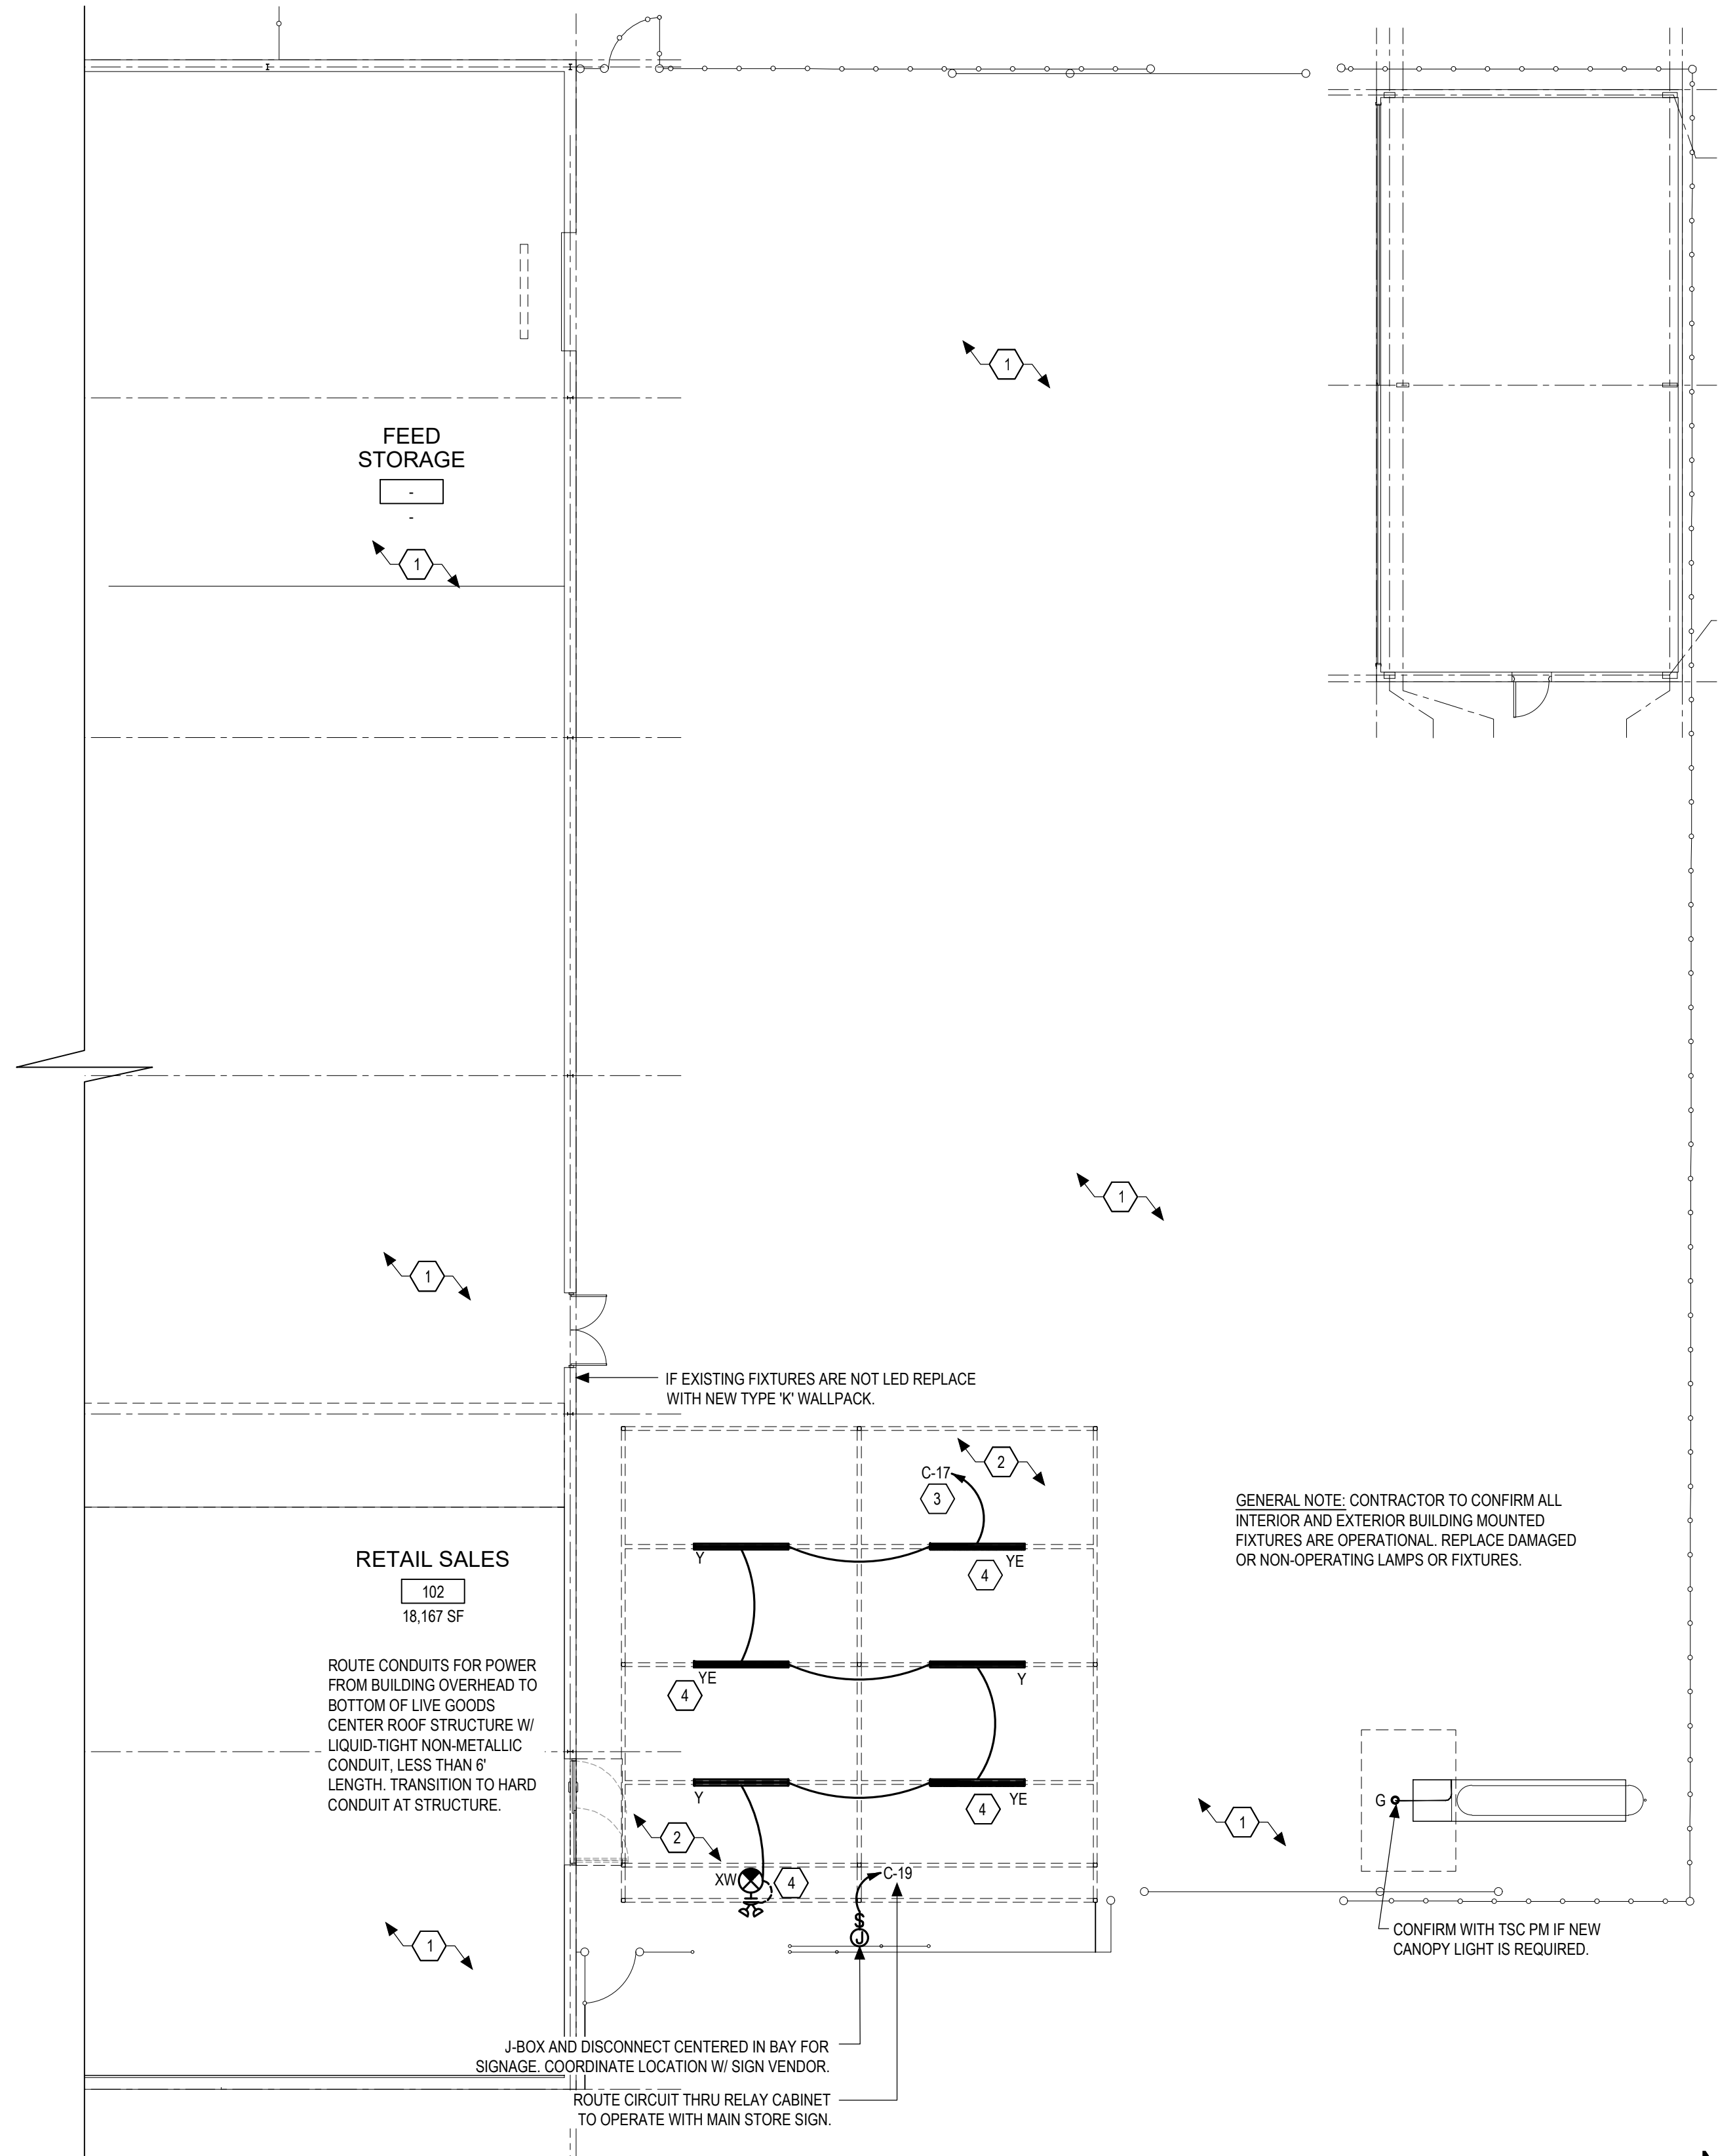 1
FEED
STORAGE
-
-
1
1
1
IF EXISTING FIXTURES ARE NOT LED REPLACE
WITH NEW TYPE 'K' WALLPACK.
2
C-17
3
GENERAL NOTE: CONTRACTOR TO CONFIRM ALL
INTERIOR AND EXTERIOR BUILDING MOUNTED
FIXTURES ARE OPERATIONAL. REPLACE DAMAGED
OR NON-OPERATING LAMPS OR FIXTURES.
Y
YE
4
RETAIL SALES
102
18,167 SF
ROUTE CONDUITS FOR POWER
FROM BUILDING OVERHEAD TO
BOTTOM OF LIVE GOODS
CENTER ROOF STRUCTURE W/
LIQUID-TIGHT NON-METALLIC
CONDUIT, LESS THAN 6'
LENGTH. TRANSITION TO HARD
CONDUIT AT STRUCTURE.
YE
Y
4
Y
YE
4
G
1
2
XW
4
C-19
$
J
1
CONFIRM WITH TSC PM IF NEW
CANOPY LIGHT IS REQUIRED.
J-BOX AND DISCONNECT CENTERED IN BAY FOR
SIGNAGE. COORDINATE LOCATION W/ SIGN VENDOR.
ROUTE CIRCUIT THRU RELAY CABINET
TO OPERATE WITH MAIN STORE SIGN.